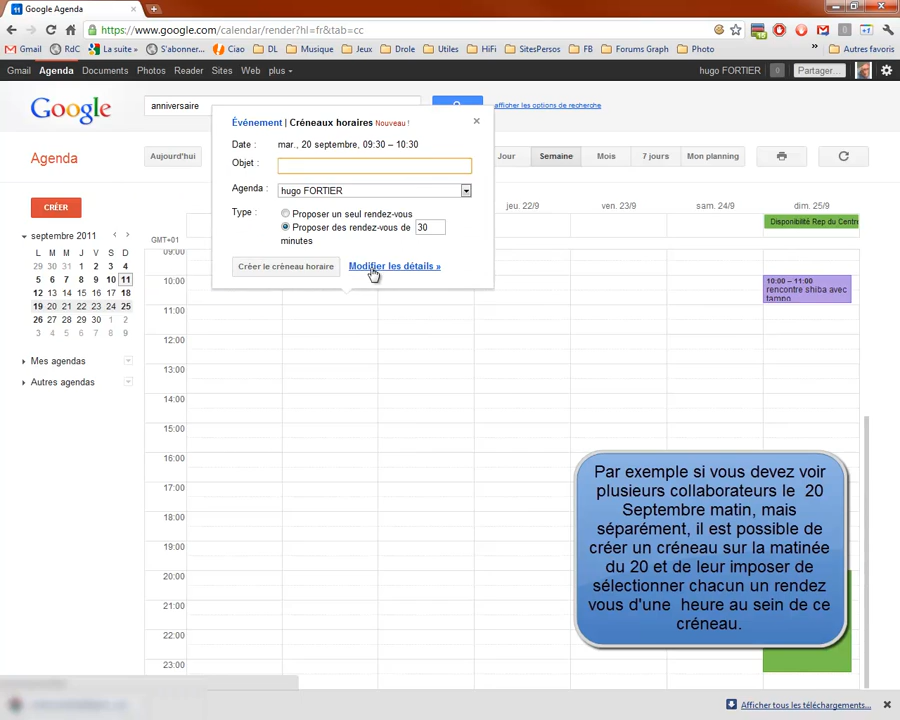 Google Agenda
https://www.google.com/calendar/render?hl=fr&tab=cc
Gmail RdC La suite » S'abonner... Ciao DL Musique Jeux Drole Utiles HiFi SitesPersos FB Forums Graph Photo » Autres favoris
Gmail Agenda Documents Photos Reader Sites Web plus hugo FORTIER 0 Partager...
Google
anniversaire
afficher les options de recherche
Agenda
Aujourd'hui
Jour Semaine Mois 7 jours Mon planning
CRÉER
septembre 2011
L M M J V S D
29 30 31 1 2 3 4
5 6 7 8 9 10 11
12 13 14 15 16 17 18
19 20 21 22 23 24 25
26 27 28 29 30 1 2
3 4 5 6 7 8 9
Mes agendas
Autres agendas
Événement | Créneaux horaires Nouveau !
Date : mar., 20 septembre, 09:30 – 10:30
Objet :
Agenda : hugo FORTIER
Type : Proposer un seul rendez-vous
Proposer des rendez-vous de 30
minutes
Créer le créneau horaire Modifier les détails »
jeu. 22/9 ven. 23/9 sam. 24/9 dim. 25/9
Disponibilité Rep du Centr
GMT+01
09:00
10:00
11:00
12:00
13:00
14:00
15:00
16:00
17:00
18:00
19:00
20:00
21:00
22:00
23:00
10:00 – 11:00
rencontre shiba avec
tampo
Par exemple si vous devez voir
plusieurs collaborateurs le 20
Septembre matin, mais
séparément, il est possible de
créer un créneau sur la matinée
du 20 et de leur imposer de
sélectionner chacun un rendez
vous d'une heure au sein de ce
créneau.
Afficher tous les téléchargements...